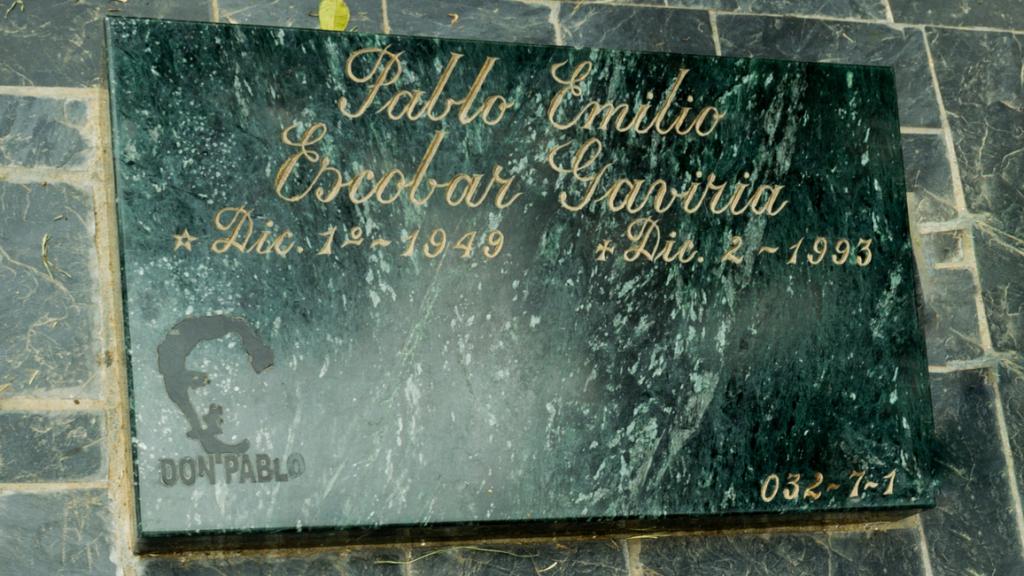 Pablo Emilio
Escobar Gaviria
☆ Dic. 1º ~ 1949 ✝ Dic. 2 ~ 1993
DON PABLO
032~7~1